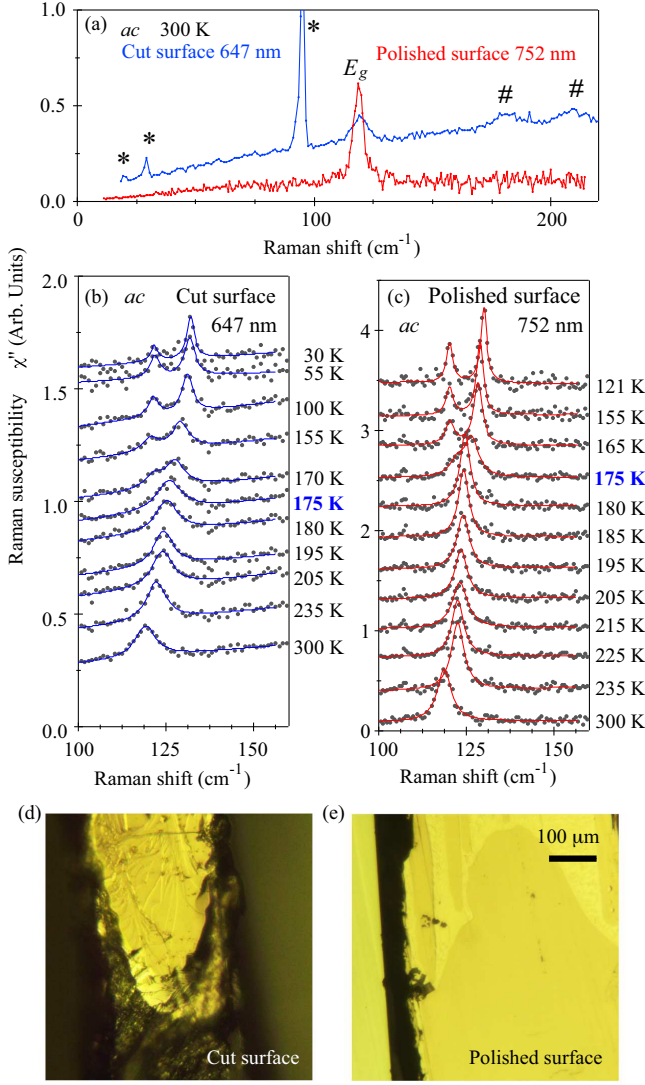 (a) ac 300 K *
Cut surface 647 nm
E_g
Polished surface 752 nm
# #
* *
1.0
0.5
0.0
100 150 200
Raman shift (cm⁻¹)
Raman susceptibility χ'' (Arb. Units)
(b) ac Cut surface
647 nm
2.0
1.5
1.0
0.5
0.0
30 K
55 K
100 K
155 K
170 K
175 K
180 K
195 K
205 K
235 K
300 K
100 125 150
Raman shift (cm⁻¹)
(c) Polished surface
ac 752 nm
4
3
2
1
0
121 K
155 K
165 K
175 K
180 K
185 K
195 K
205 K
215 K
225 K
235 K
300 K
100 125 150
Raman shift (cm⁻¹)
(d)
Cut surface
(e)
100 µm
Polished surface